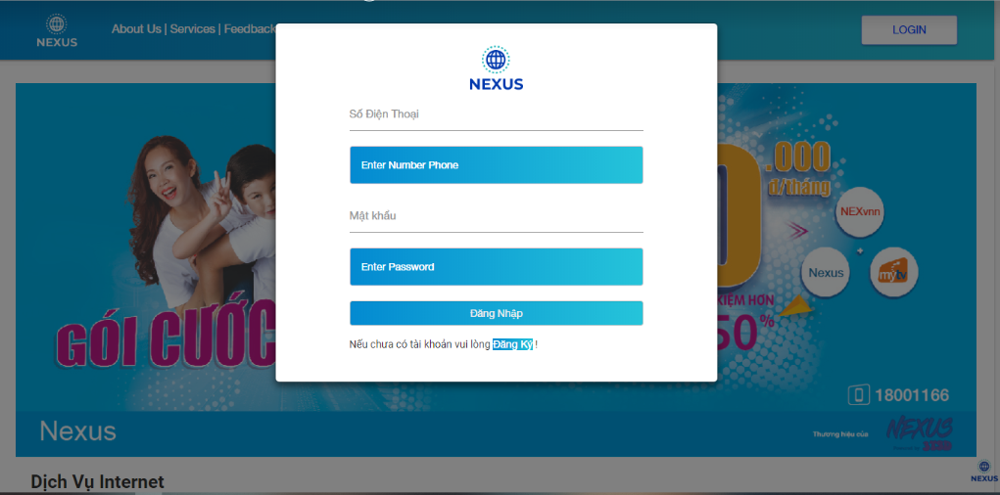 NEXUS
About Us | Services | Feedback
LOGIN
NEXUS
Số Điện Thoại
Enter Number Phone
Mật khẩu
Enter Password
Đăng Nhập
Nếu chưa có tài khoản vui lòng Đăng Ký !
GÓI CƯỚC
0.000
đ/tháng
NEXvnn
Nexus
mytv
KIỆM HƠN
50%
18001166
Nexus
Thương hiệu của
NEXUS
Dịch Vụ Internet
NEXUS